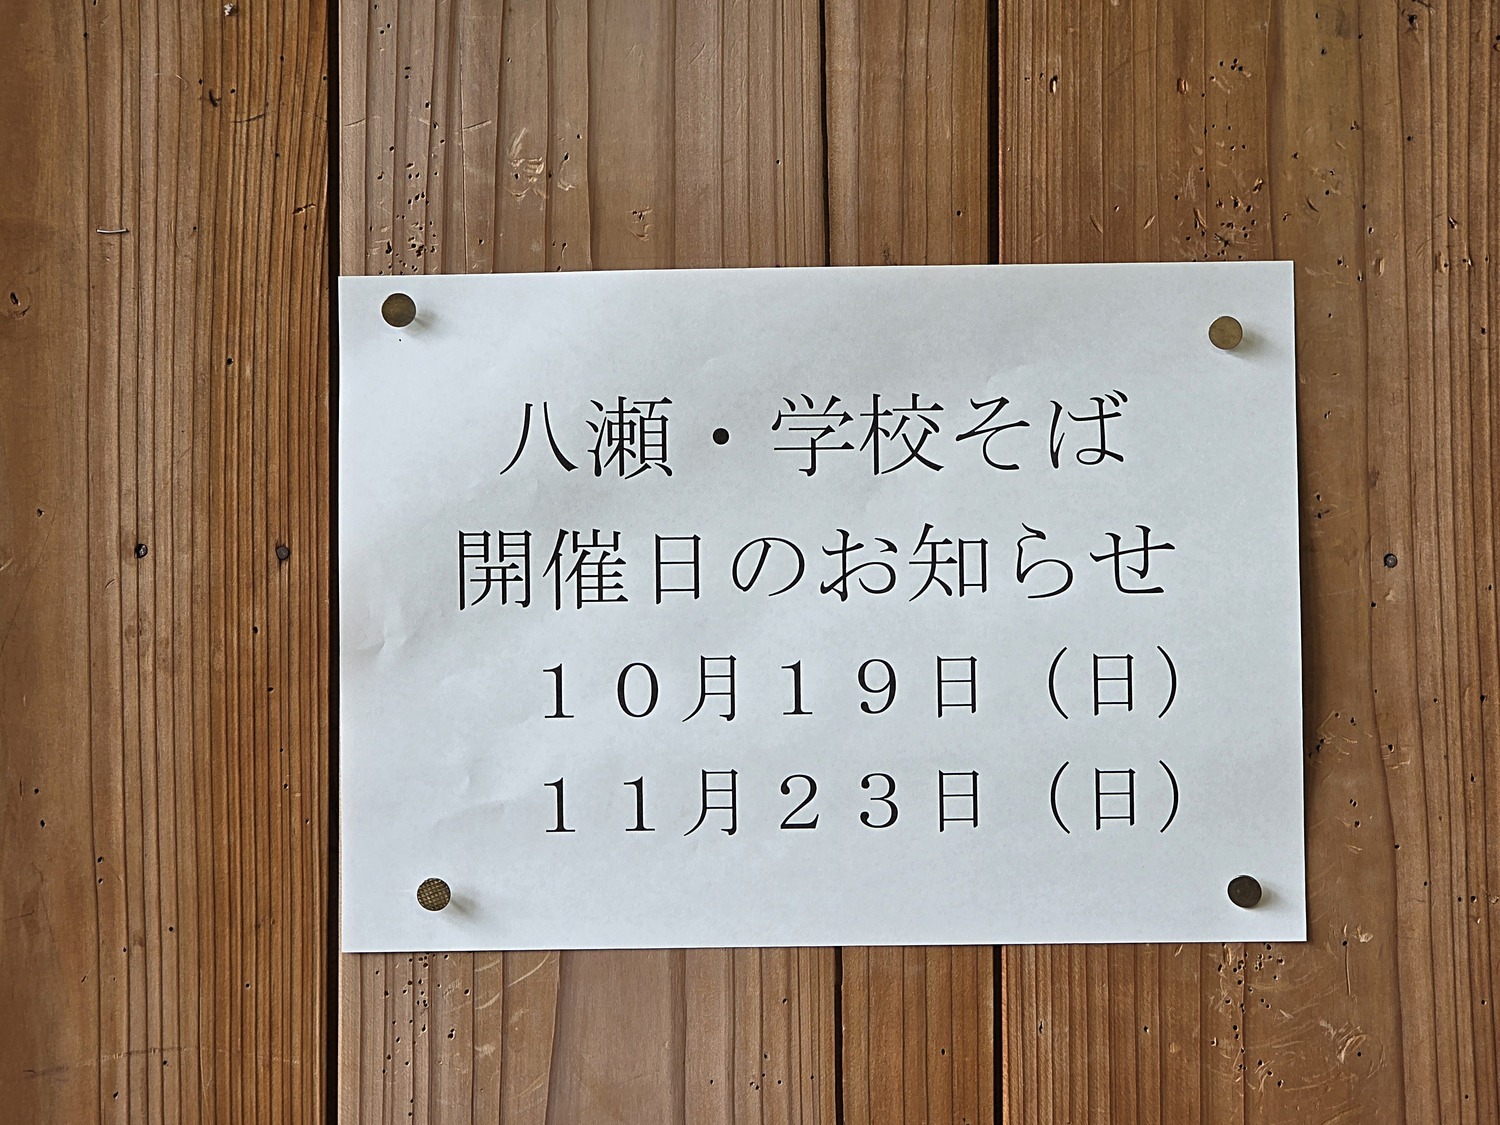 八瀬・学校そば
開催日のお知らせ
１０月１９日（日）
１１月２３日（日）